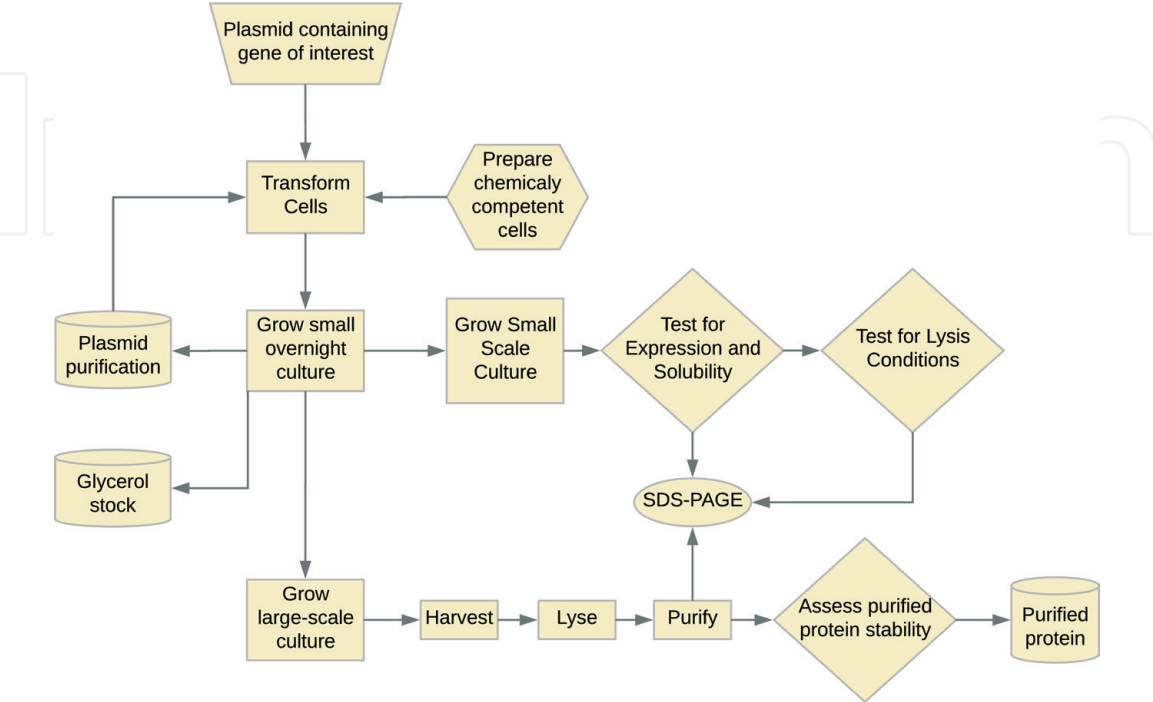 Plasmid containing
gene of interest
Transform
Cells
Prepare
chemicaly
competent
cells
Plasmid
purification
Grow small
overnight
culture
Grow Small
Scale
Culture
Test for
Expression and
Solubility
Test for Lysis
Conditions
Glycerol
stock
SDS-PAGE
Grow
large-scale
culture
Harvest
Lyse
Purify
Assess purified
protein stability
Purified
protein